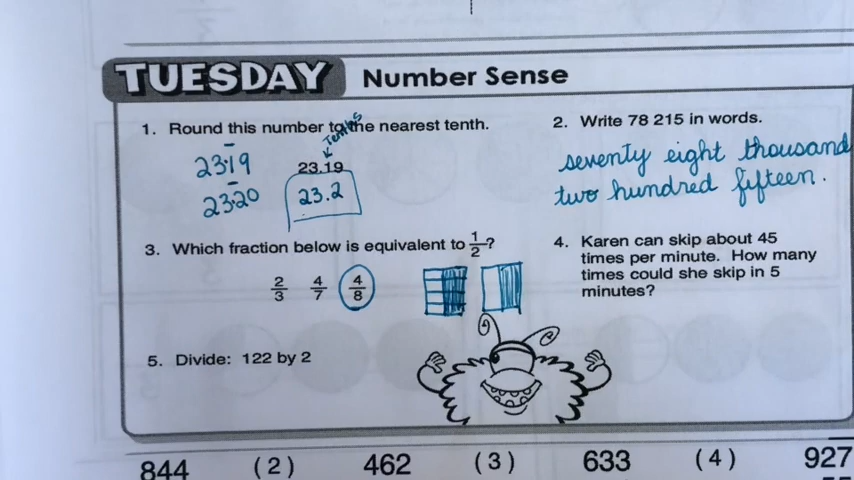 TUESDAY Number Sense
1. Round this number to the nearest tenth.
Tenths
23.19
23.19
23.20
23.2
2. Write 78 215 in words.
seventy eight thousand
two hundred fifteen.
3. Which fraction below is equivalent to 1/2?
2/3 4/7 4/8
4. Karen can skip about 45
times per minute. How many
times could she skip in 5
minutes?
5. Divide: 122 by 2
844 (2) 462 (3) 633 (4) 927